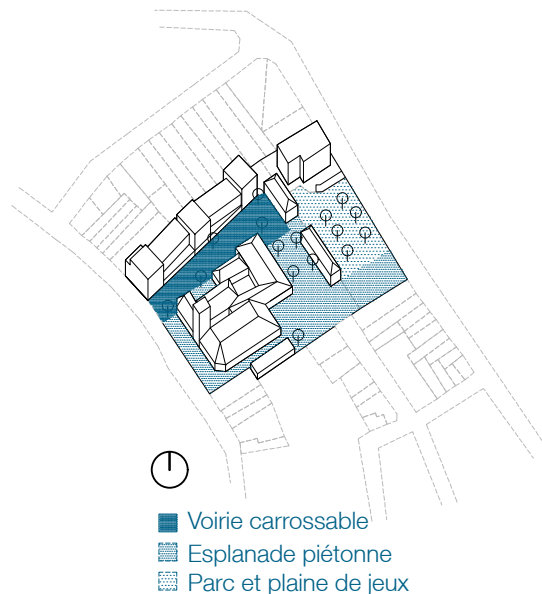 Voirie carrossable
Esplanade piétonne
Parc et plaine de jeux